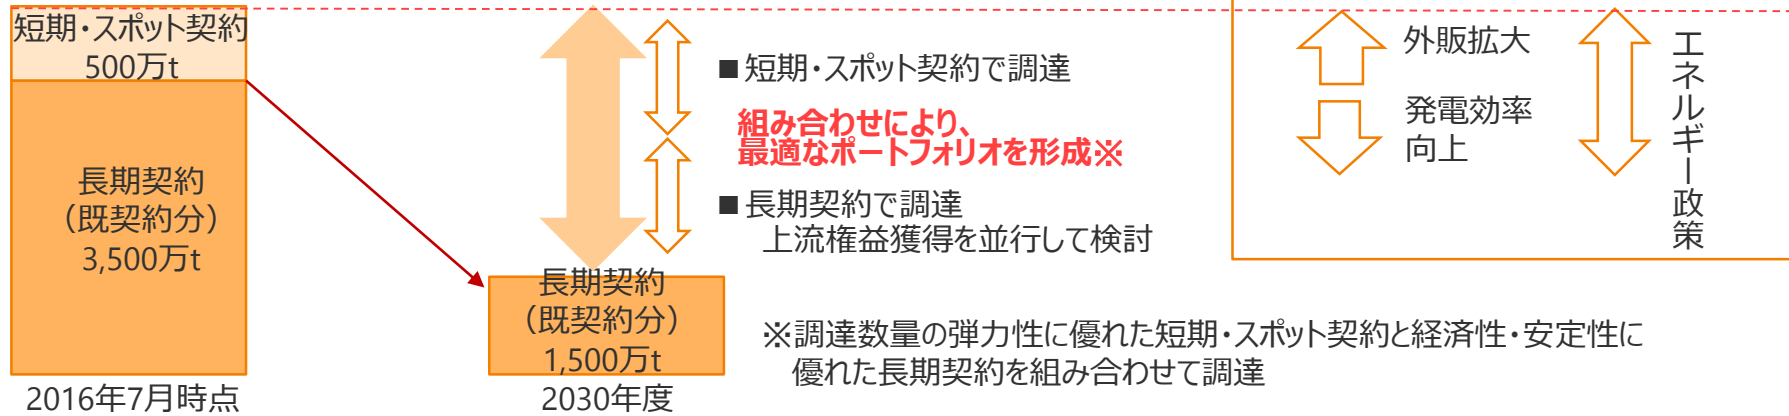 短期・スポット契約
500万t
長期契約
（既契約分）
3,500万t
2016年7月時点
■短期・スポット契約で調達
組み合わせにより、
最適なポートフォリオを形成※
■長期契約で調達
上流権益獲得を並行して検討
長期契約
（既契約分）
1,500万t
2030年度
外販拡大
発電効率
向上
エネルギー政策
※調達数量の弾力性に優れた短期・スポット契約と経済性・安定性に
優れた長期契約を組み合わせて調達